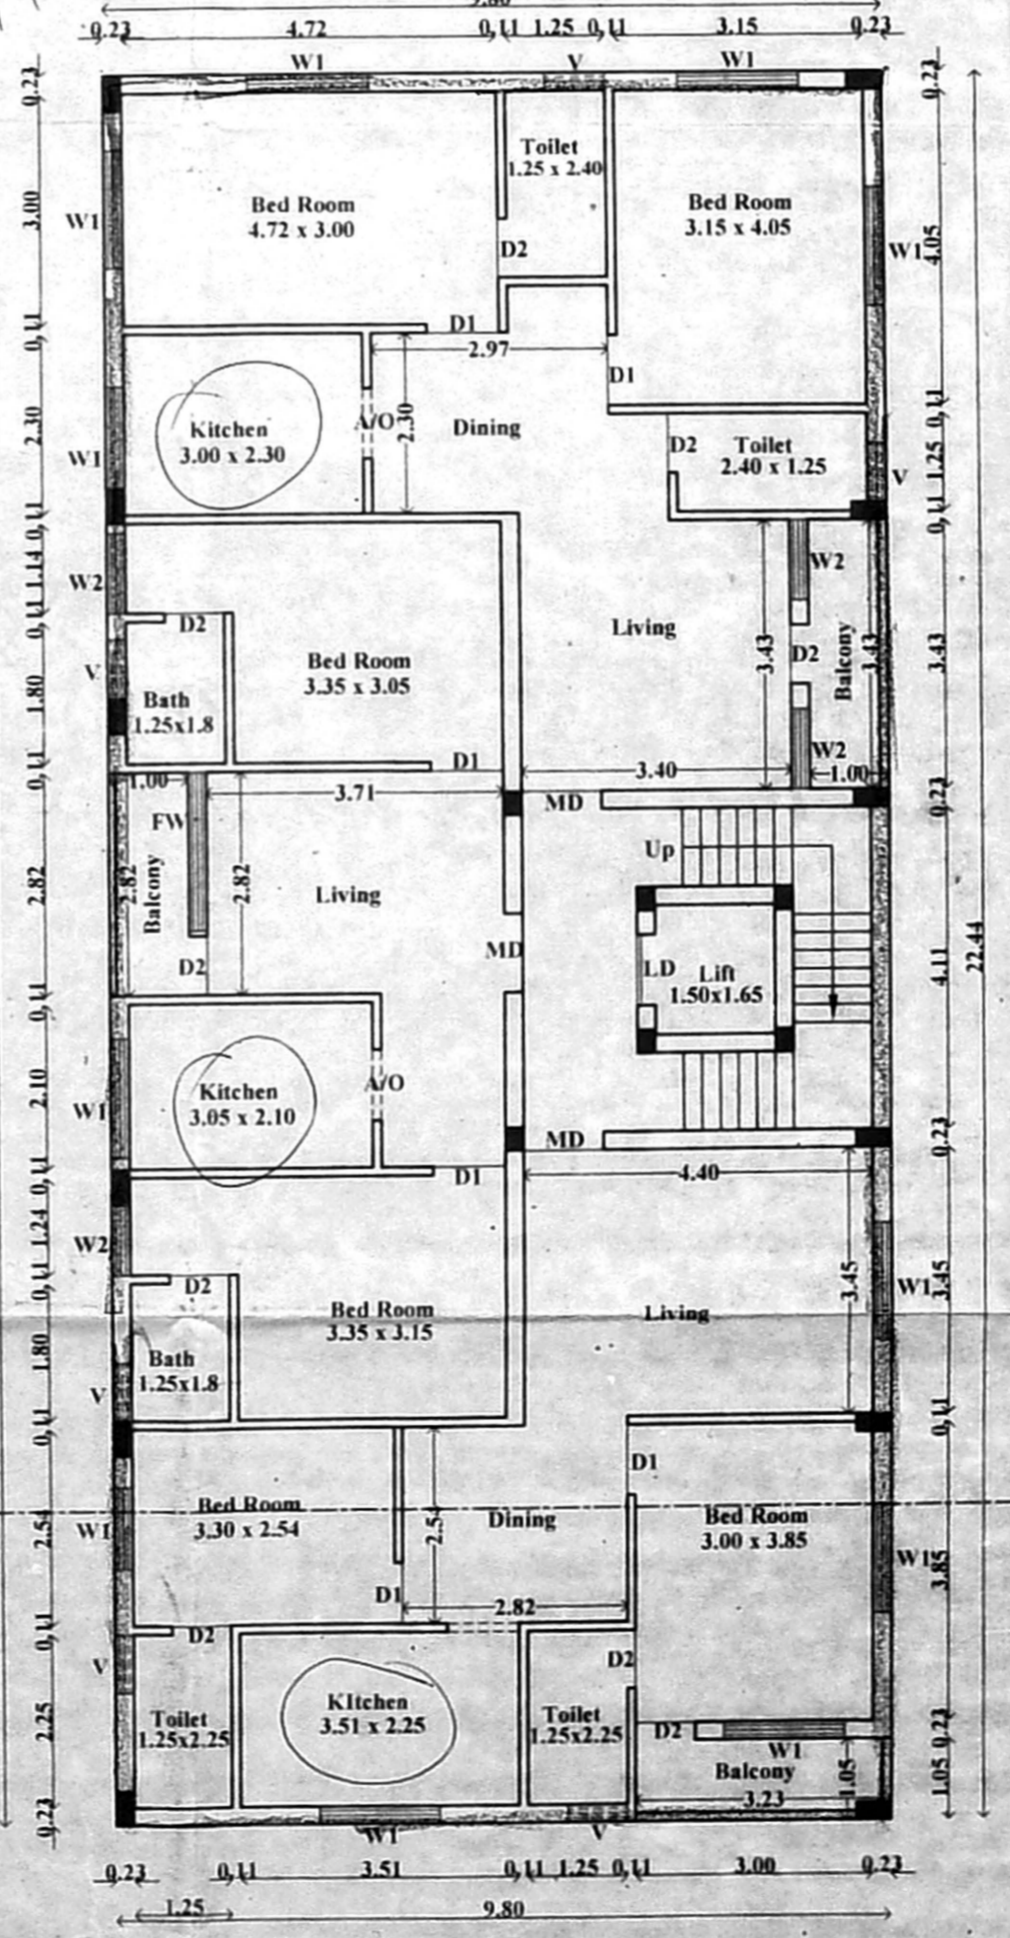 9.80
0.23 4.72 0.11 1.25 0.11 3.15 0.23
W1 V W1
0.23
0.23
Toilet
1.25 x 2.40
Bed Room
4.72 x 3.00
Bed Room
3.15 x 4.05
3.00
W1
D2
W1
4.05
D1
2.97
0.11
D1
Kitchen
3.00 x 2.30
A/O
2.30
Dining
2.30
W1
0.11
D2
Toilet
2.40 x 1.25
V
1.25
0.11
0.11
1.14
W2
0.11
D2
W2
Living
Bed Room
3.35 x 3.05
3.43
D2
Balcony
3.43
3.43
V
1.80
Bath
1.25x1.8
D1
W2
0.11
1.00
3.71
3.40
1.00
MD
0.23
FW
Up
2.82
2.82
Balcony
2.82
Living
MD
D2
LD
Lift
1.50x1.65
4.11
22.44
0.11
2.10
Kitchen
3.05 x 2.10
A/O
W1
MD
0.23
0.11
D1
4.40
1.24
W2
0.11
D2
Bed Room
3.35 x 3.15
Living
3.45
W1
3.45
1.80
Bath
1.25x1.8
V
0.11
0.11
D1
Bed Room
3.30 x 2.54
2.54
W1
2.54
Dining
Bed Room
3.00 x 3.85
W1
3.85
D1
2.82
0.11
D2
D2
V
2.25
Toilet
1.25x2.25
KItchen
3.51 x 2.25
Toilet
1.25x2.25
D2
W1
0.23
Balcony
1.05
1.05
3.23
0.23
W1
V
0.23 0.11 3.51 0.11 1.25 0.11 3.00 0.23
1.25 9.80